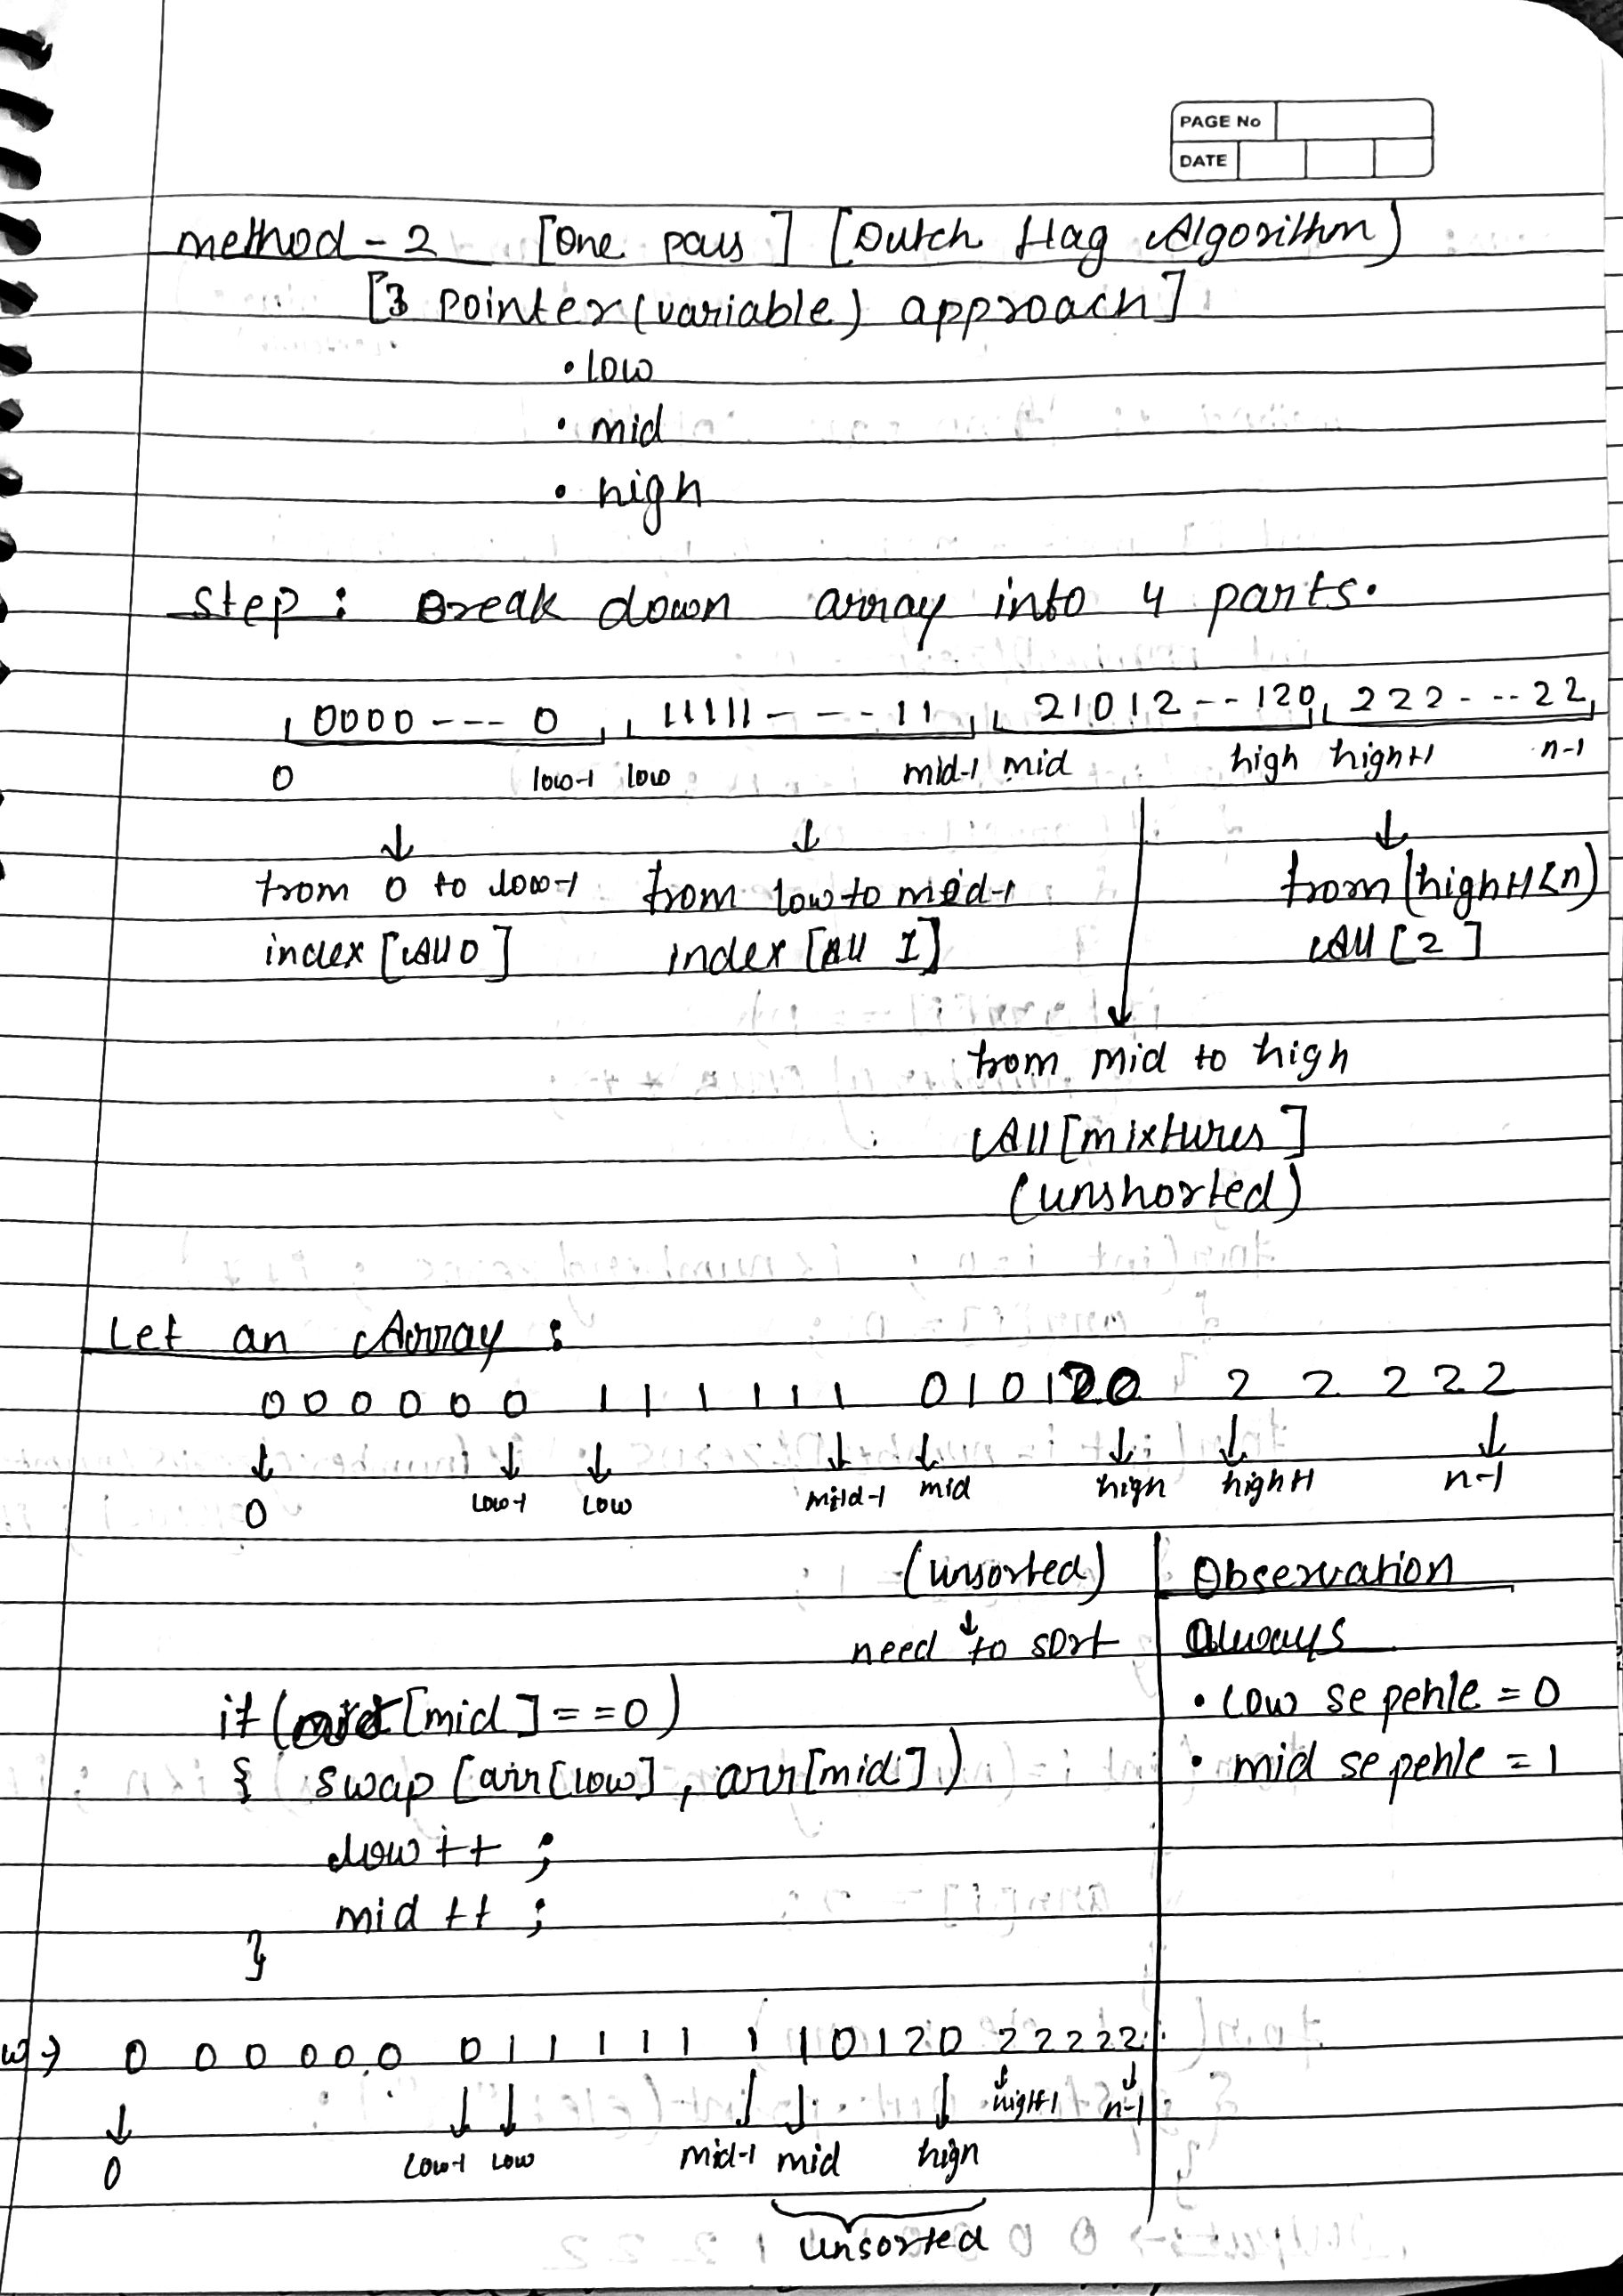 PAGE No
DATE
method - 2 [one pass] [Dutch flag Algorithm)
[3 Pointer (variable) approach]
• low
• mid
• high
step : Break down array into 4 parts.
0000 --- 0 11111 - - - 11 21012 -- 120 222 - -- 22
0 low-1 low mid-1 mid high high+1 n-1
↓ ↓ ↓ ↓
from 0 to low-1 from low to mid-1 from (high+1<n)
index [All 0] index [All 1] All [2]
from mid to high
All [mixtures]
(unshorted)
Let an Array :
0 0 0 0 0 0 1 1 1 1 1 1 0 1 0 1 2 0 2 2 2 2 2
↓ ↓ ↓ ↓ ↓ ↓ ↓ ↓
0 low-1 low mid-1 mid high high+1 n-1
(unsorted) Observation
↓
need to sort always
• low se pehle = 0
• mid se pehle = 1
if ( [mid] == 0 )
{ swap [arr[low] , arr[mid] )
low ++ ;
mid ++ ;
}
0 0 0 0 0 0 0 1 1 1 1 1 1 1 0 1 2 0 2 2 2 2 2
↓ ↓ ↓ ↓ ↓ ↓ ↓ ↓
0 low-1 low mid-1 mid high high+1 n-1
unsorted